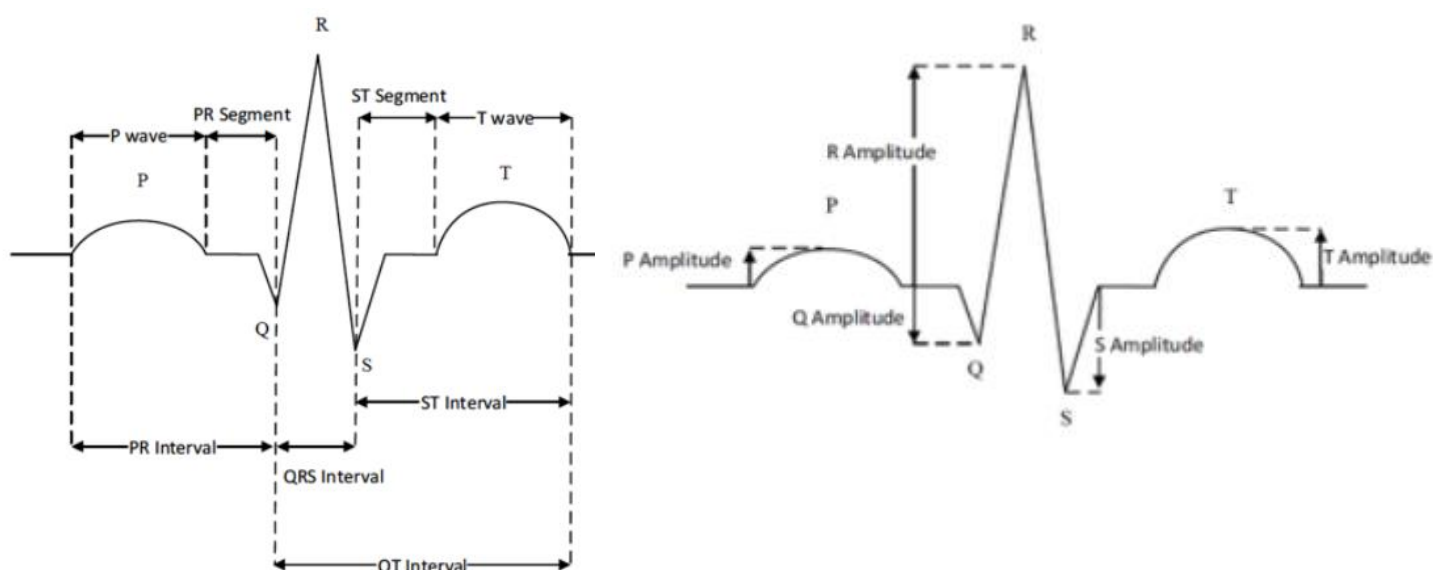 R
ST Segment
PR Segment
P wave
T wave
P
T
Q
S
ST Interval
PR Interval
QRS Interval
QT Interval
R
R Amplitude
P
T
P Amplitude
T Amplitude
Q Amplitude
S Amplitude
Q
S